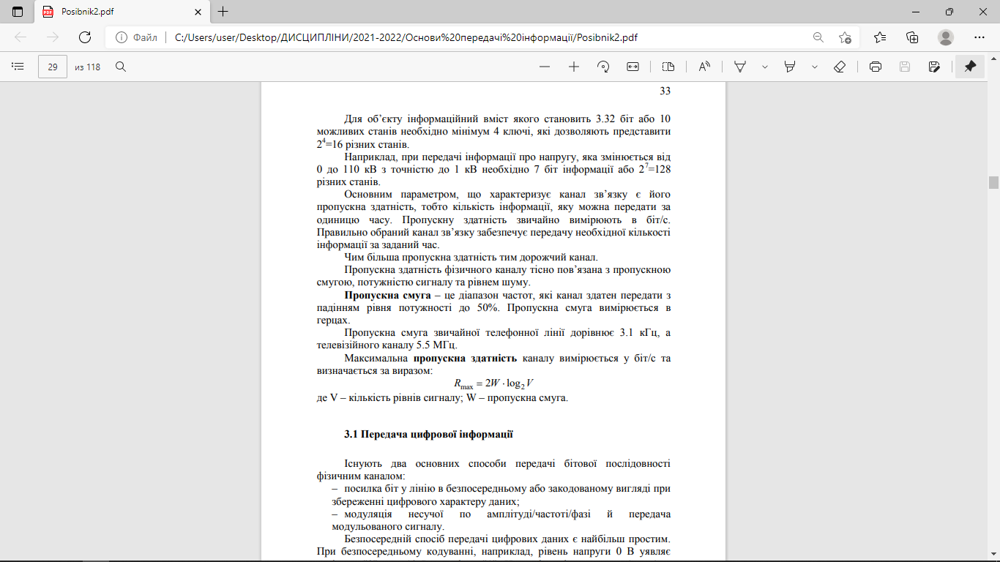 Posibnik2.pdf
Файл
C:/Users/user/Desktop/ДИСЦИПЛІНИ/2021-2022/Основи%20передачі%20інформації/Posibnik2.pdf
29 из 118
33
Для об’єкту інформаційний вміст якого становить 3.32 біт або 10
можливих станів необхідно мінімум 4 ключі, які дозволяють представити
2⁴=16 різних станів.
Наприклад, при передачі інформації про напругу, яка змінюється від
0 до 110 кВ з точністю до 1 кВ необхідно 7 біт інформації або 2⁷=128
різних станів.
Основним параметром, що характеризує канал зв’язку є його
пропускна здатність, тобто кількість інформації, яку можна передати за
одиницю часу. Пропускну здатність звичайно вимірюють в біт/с.
Правильно обраний канал зв’язку забезпечує передачу необхідної кількості
інформації за заданий час.
Чим більша пропускна здатність тим дорожчий канал.
Пропускна здатність фізичного каналу тісно пов’язана з пропускною
смугою, потужністю сигналу та рівнем шуму.
Пропускна смуга – це діапазон частот, які канал здатен передати з
падінням рівня потужності до 50%. Пропускна смуга вимірюється в
герцах.
Пропускна смуга звичайної телефонної лінії дорівнює 3.1 кГц, а
телевізійного каналу 5.5 МГц.
Максимальна пропускна здатність каналу вимірюється у біт/с та
визначається за виразом:
Rmax = 2W · log₂ V
де V – кількість рівнів сигналу; W – пропускна смуга.
3.1 Передача цифрової інформації
Існують два основних способи передачі бітової послідовності
фізичним каналом:
– посилка біт у лінію в безпосередньому або закодованому вигляді при
збереженні цифрового характеру даних;
– модуляція несучої по амплітуді/частоті/фазі й передача
модульованого сигналу.
Безпосередній спосіб передачі цифрових даних є найбільш простим.
При безпосередньому кодуванні, наприклад, рівень напруги 0 В уявляє